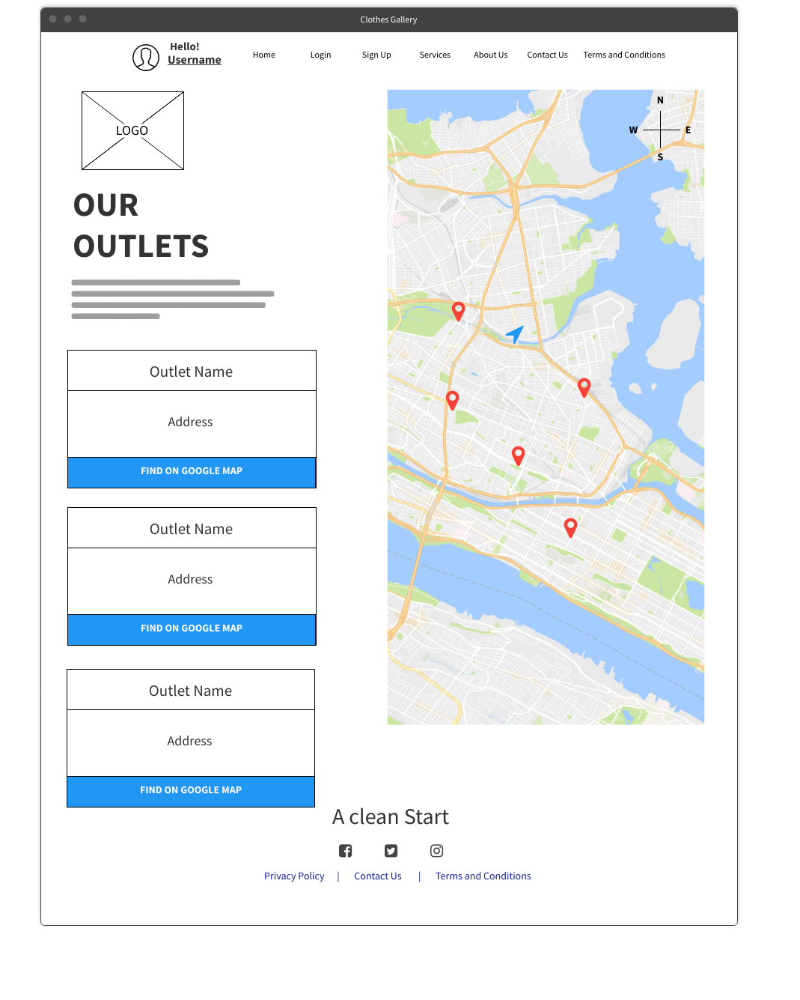 Clothes Gallery
Hello!
Username
Home Login Sign Up Services About Us Contact Us Terms and Conditions
LOGO
N
W E
S
OUR
OUTLETS
Outlet Name
Address
FIND ON GOOGLE MAP
Outlet Name
Address
FIND ON GOOGLE MAP
Outlet Name
Address
FIND ON GOOGLE MAP
A clean Start
Privacy Policy | Contact Us | Terms and Conditions